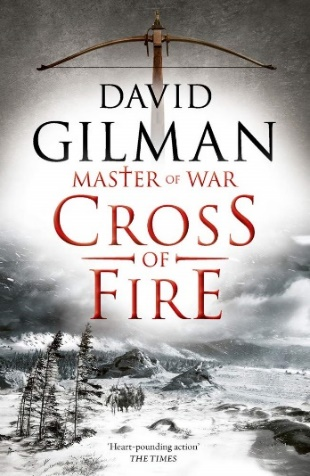 DAVID
GILMAN
MASTER OF WAR
CROSS
OF
FIRE
‘Heart-pounding action’
THE TIMES